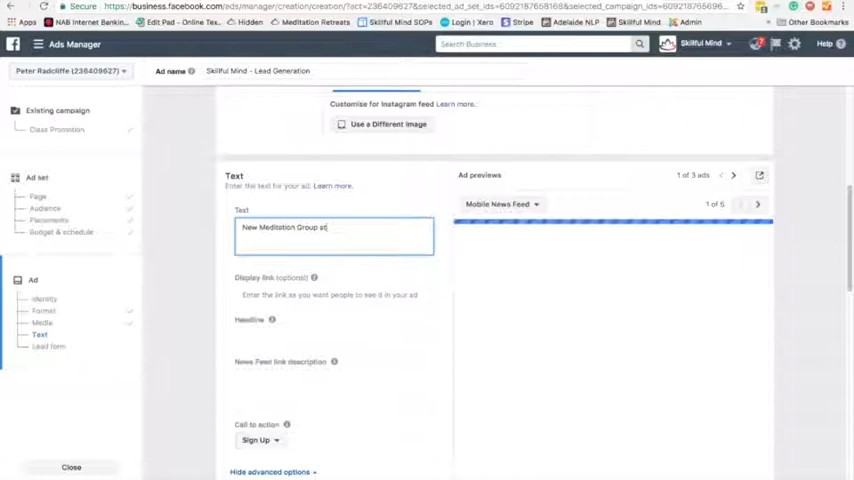 Secure https://business.facebook.com/ads/manager/creation/creation/?act=236409627&selected_ad_set_ids=6092187658168&selected_campaign_ids=609218766696...
Apps NAB Internet Bankin... Edit Pad - Online Tex.. Hidden Meditation Retreats Skillful Mind SOPs Login | Xero Stripe Adelaide NLP Skillful Mind Admin Other Bookmarks
Ads Manager Search Business Skillful Mind Help
Peter Radcliffe (236409627) Ad name Skillful Mind - Lead Generation
Existing campaign
Class Promotion
Ad set
Page
Audience
Placements
Budget & schedule
Ad
Identity
Format
Media
Text
Lead form
Close
Customise for Instagram feed Learn more.
Use a Different Image
Text
Enter the text for your ad. Learn more.
Text
New Meditation Group st
Display link (optional)
Enter the link as you want people to see it in your ad
Headline
News Feed link description
Call to action
Sign Up
Hide advanced options
Ad previews 1 of 3 ads
Mobile News Feed 1 of 5